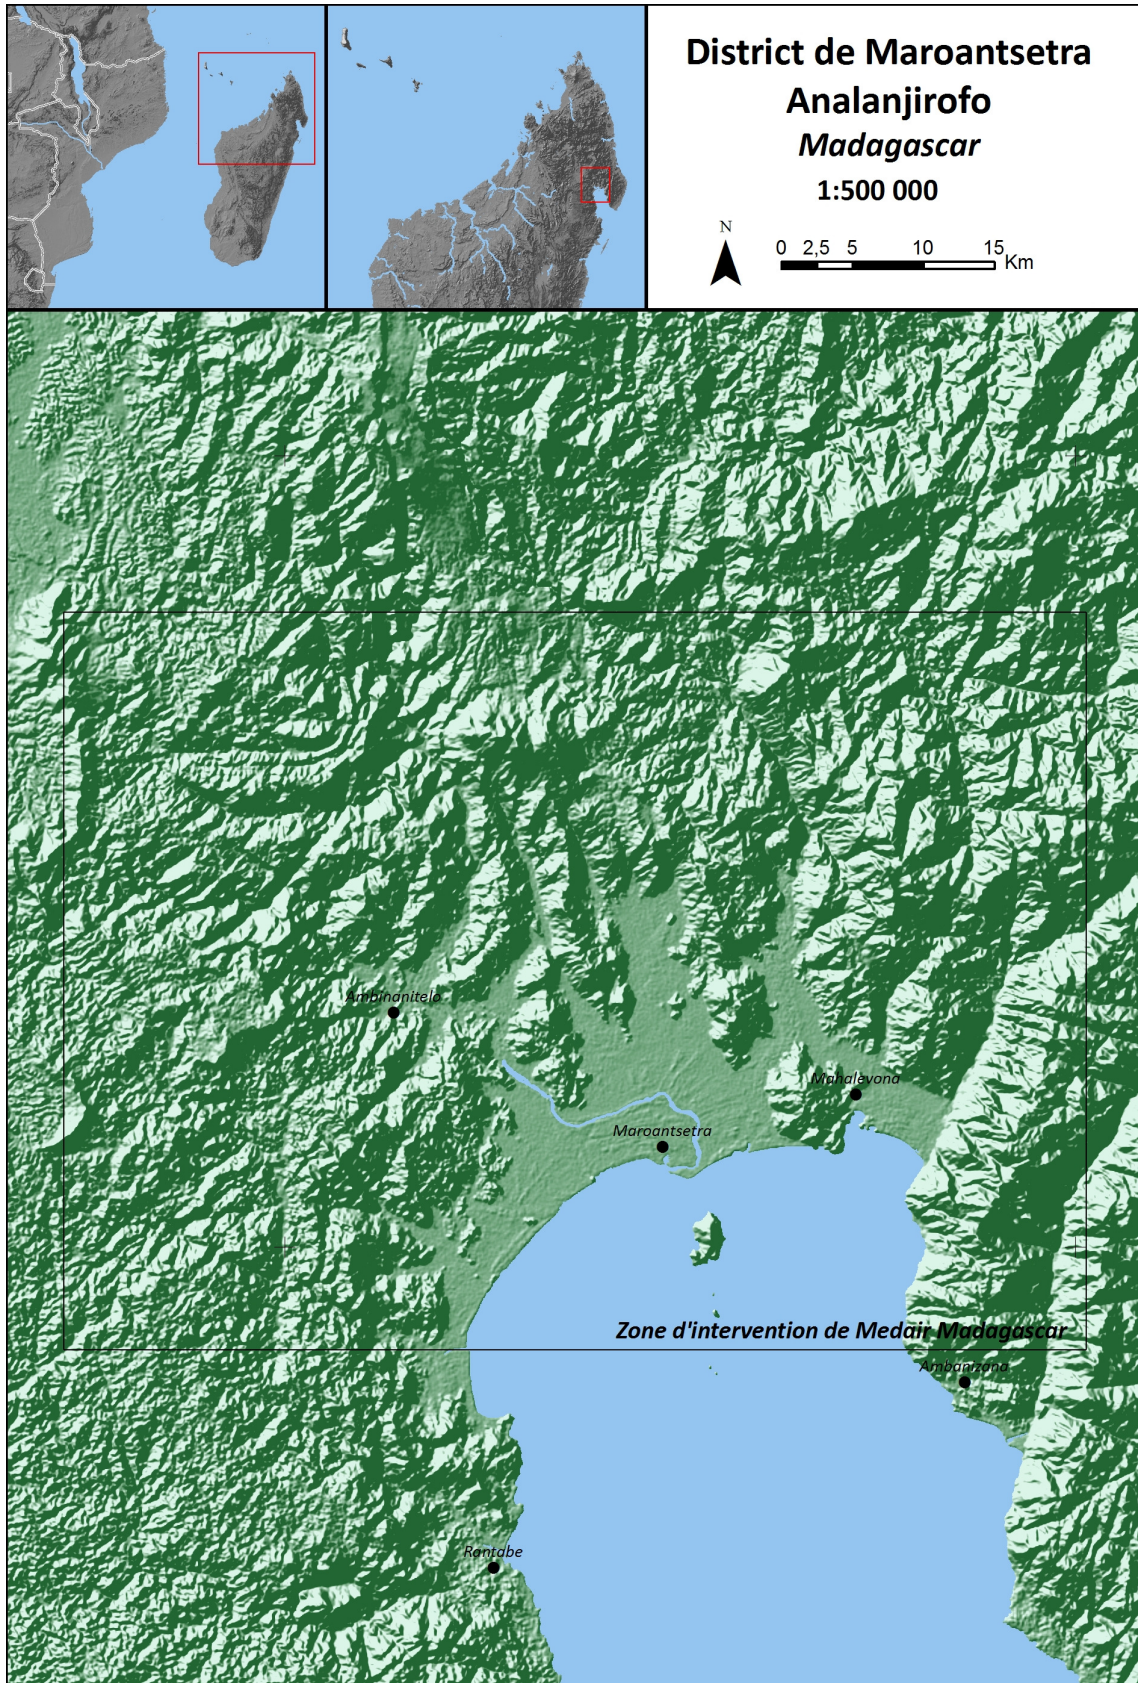 District de Maroantsetra
Analanjirofo
Madagascar
1:500 000
N
0 2,5 5 10 15
Km
Ambinanitelo
Mahalevona
Maroantsetra
Zone d'intervention de Medair Madagascar
Ambanizana
Rantabe